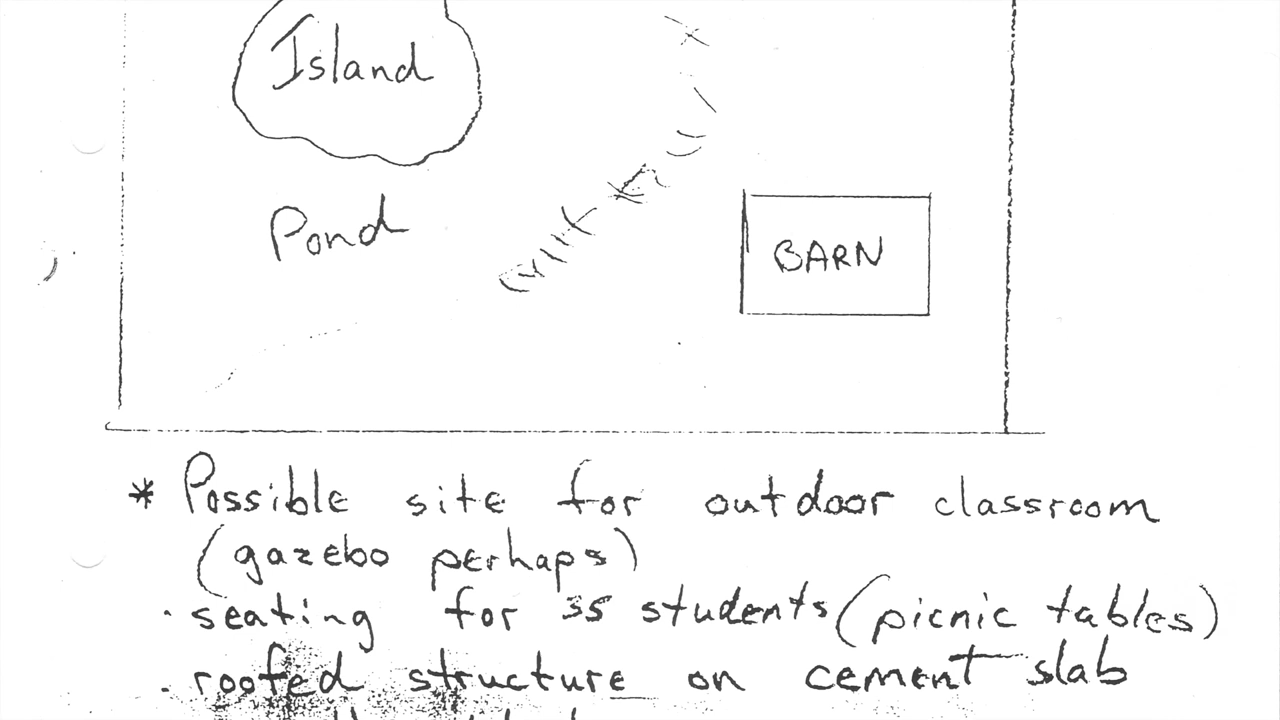 Island
Pond
BARN
* Possible site for outdoor classroom
(gazebo perhaps)
· seating for 35 students (picnic tables)
· roofed structure on cement slab